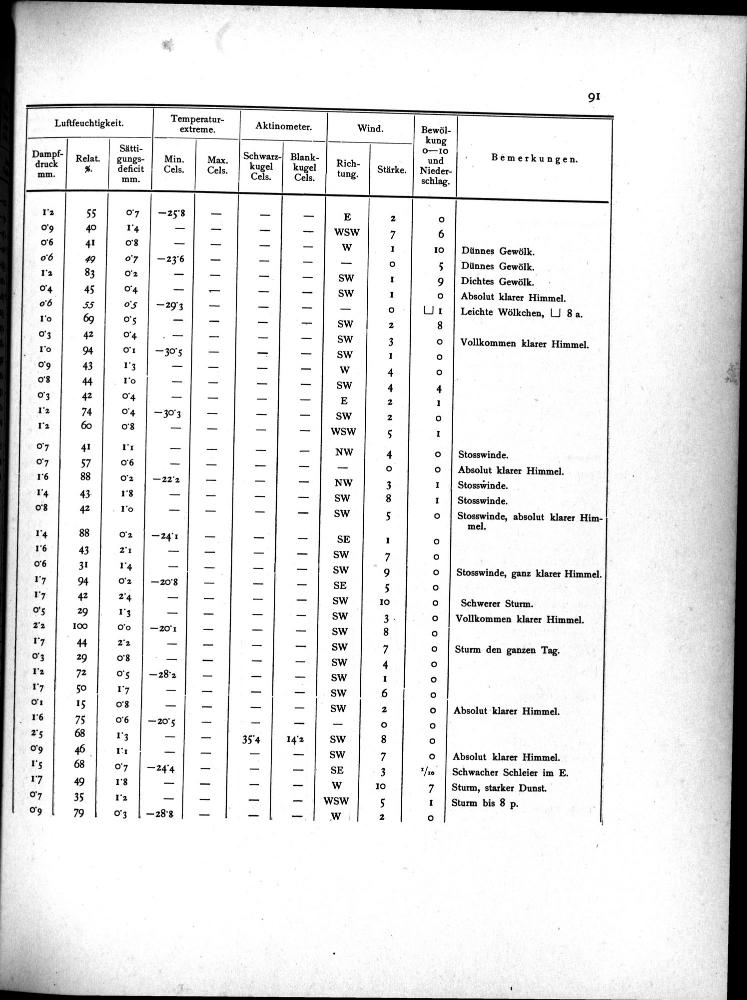 91
Luftfeuchtigkeit. Temperatur-extreme. Aktinometer. Wind. Bewöl-kung 0—10 und Nieder-schlag. Bemerkungen.
Dampf-druck mm. Relat. %. Sätti-gungs-deficit mm. Min. Cels. Max. Cels. Schwarz-kugel Cels. Blank-kugel Cels. Rich-tung. Stärke.
1·2 55 0·7 —25·8 — — — E 2 0
0·9 40 1·4 — — — — WSW 7 6
0·6 41 0·8 — — — — W 1 10 Dünnes Gewölk.
0·6 49 0·7 —23·6 — — — — 0 5 Dünnes Gewölk.
1·2 83 0·2 — — — — SW 1 9 Dichtes Gewölk.
0·4 45 0·4 — — — — SW 1 0 Absolut klarer Himmel.
0·6 55 0·5 —29·3 — — — — 0 ⊔ 1 Leichte Wölkchen, ⊔ 8 a.
1·0 69 0·5 — — — — SW 2 8
0·3 42 0·4 — — — — SW 3 0 Vollkommen klarer Himmel.
1·0 94 0·1 —30·5 — — — SW 1 0
0·9 43 1·3 — — — — W 4 0
0·8 44 1·0 — — — — SW 4 4
0·3 42 0·4 — — — — E 2 1
1·2 74 0·4 —30·3 — — — SW 2 0
1·2 60 0·8 — — — — WSW 5 1
0·7 41 1·1 — — — — NW 4 0 Stosswinde.
0·7 57 0·6 — — — — — 0 0 Absolut klarer Himmel.
1·6 88 0·2 —22·2 — — — NW 3 1 Stosswinde.
1·4 43 1·8 — — — — SW 8 1 Stosswinde.
0·8 42 1·0 — — — — SW 5 0 Stosswinde, absolut klarer Him-
mel.
1·4 88 0·2 —24·1 — — — SE 1 0
1·6 43 2·1 — — — — SW 7 0
0·6 31 1·4 — — — — SW 9 0 Stosswinde, ganz klarer Himmel.
1·7 94 0·2 —20·8 — — — SE 5 0
1·7 42 2·4 — — — — SW 10 0 Schwerer Sturm.
0·5 29 1·3 — — — — SW 3 0 Vollkommen klarer Himmel.
2·2 100 0·0 —20·1 — — — SW 8 0
1·7 44 2·2 — — — — SW 7 0 Sturm den ganzen Tag.
0·3 29 0·8 — — — — SW 4 0
1·2 72 0·5 —28·2 — — — SW 1 0
1·7 50 1·7 — — — — SW 6 0
0·1 15 0·8 — — — — SW 2 0 Absolut klarer Himmel.
1·6 75 0·6 —20·5 — — — — 0 0
2·5 68 1·3 — — 35·4 14·2 SW 8 0
0·9 46 1·1 — — — — SW 7 0 Absolut klarer Himmel.
1·5 68 0·7 —24·4 — — — SE 3 1/10 Schwacher Schleier im E.
1·7 49 1·8 — — — — W 10 7 Sturm, starker Dunst.
0·7 35 1·2 — — — — WSW 5 1 Sturm bis 8 p.
0·9 79 0·3 —28·8 — — — W 2 0